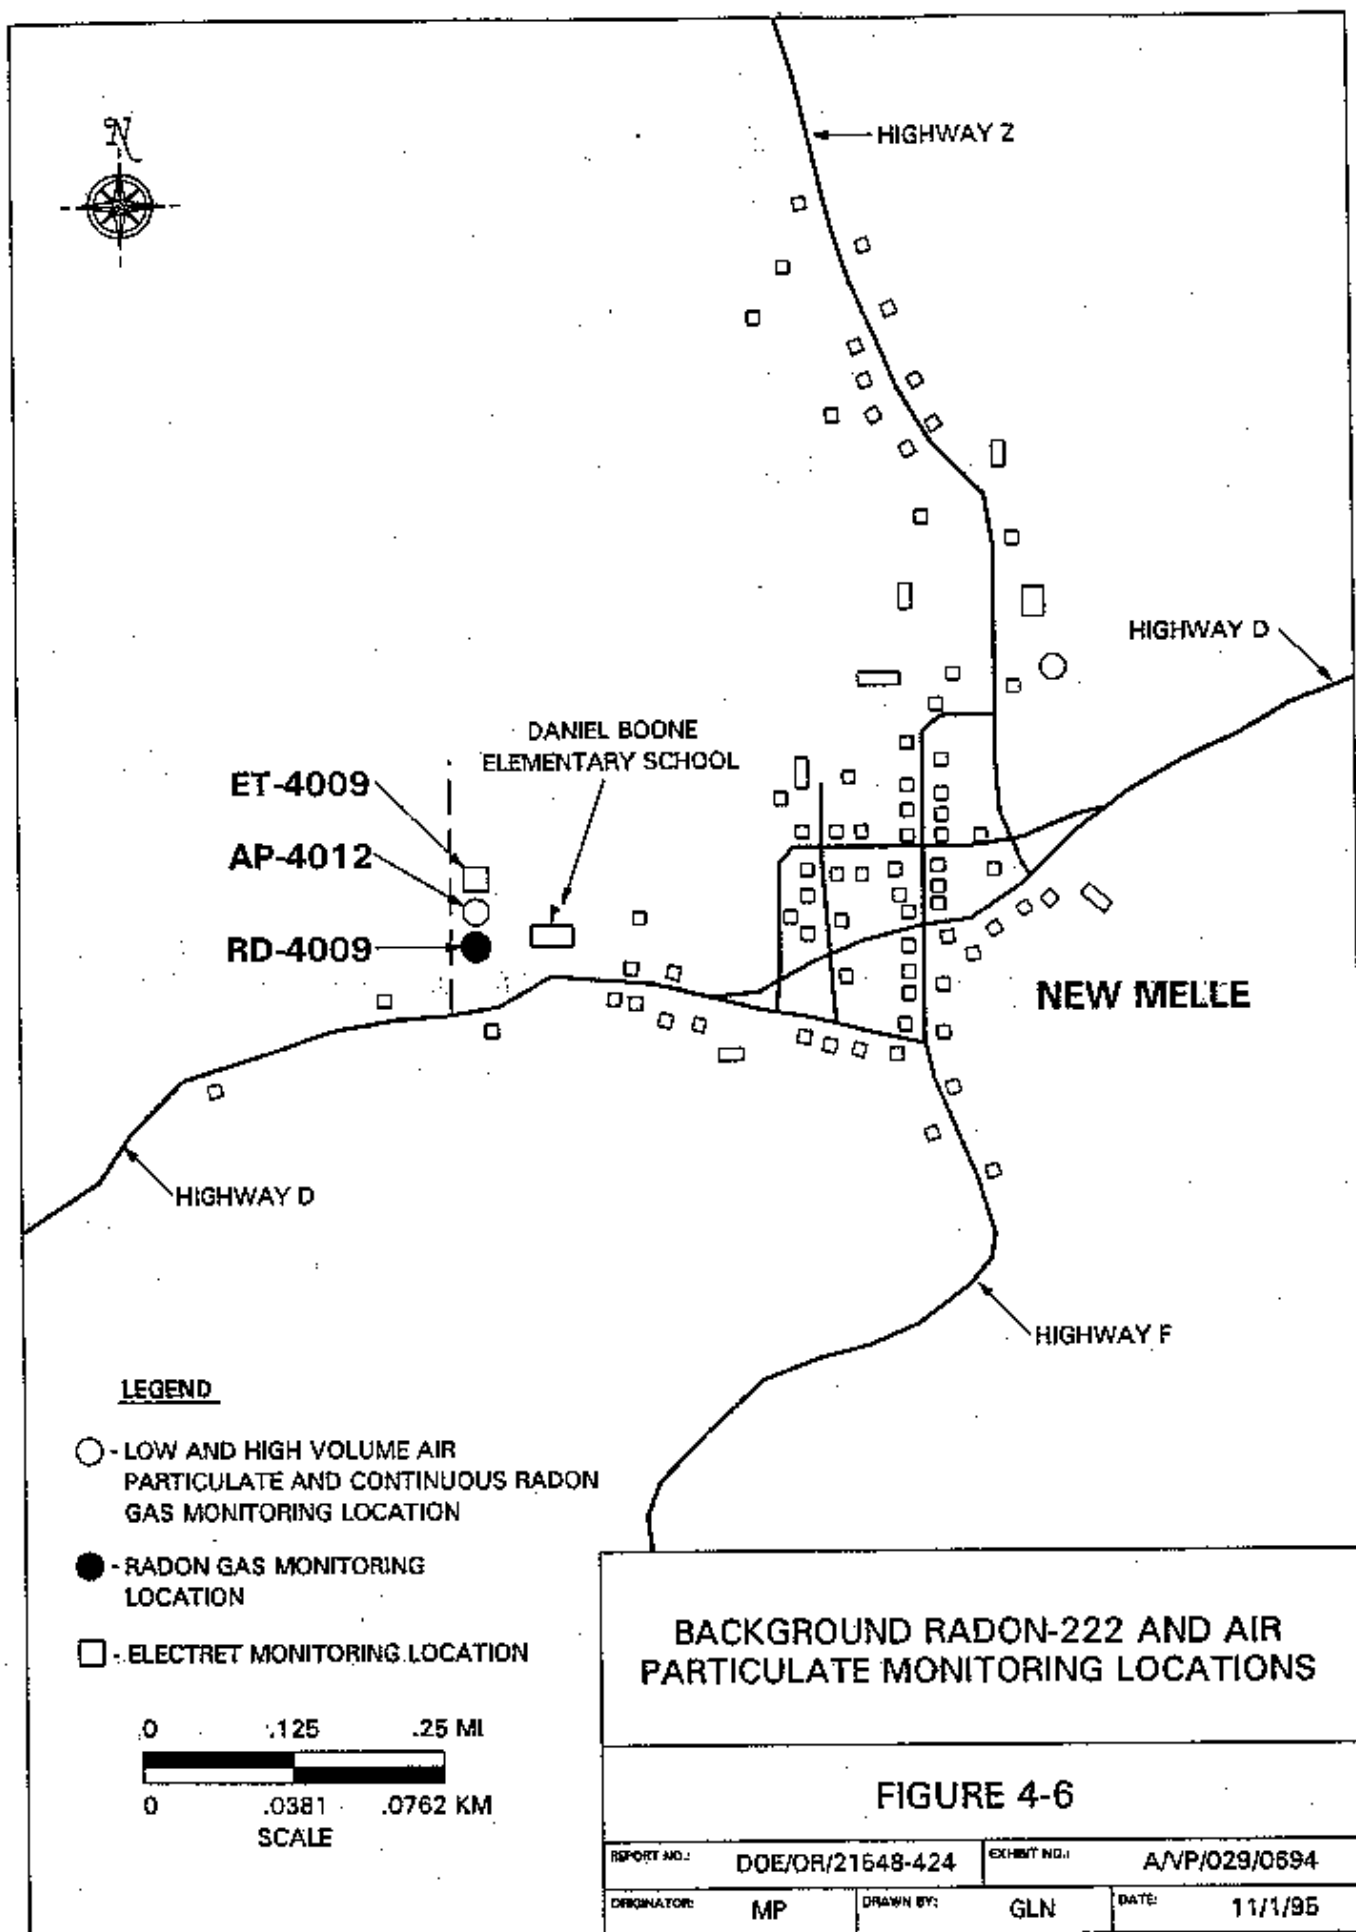 N
HIGHWAY Z
HIGHWAY D
DANIEL BOONE
ELEMENTARY SCHOOL
ET-4009
AP-4012
RD-4009
NEW MELLE
HIGHWAY D
HIGHWAY F
LEGEND
- LOW AND HIGH VOLUME AIR
PARTICULATE AND CONTINUOUS RADON
GAS MONITORING LOCATION
- RADON GAS MONITORING
LOCATION
- ELECTRET MONITORING LOCATION
0 .125 .25 MI
0 .0381 .0762 KM
SCALE
BACKGROUND RADON-222 AND AIR
PARTICULATE MONITORING LOCATIONS
FIGURE 4-6
REPORT NO.: DOE/OR/21548-424 EXHIBIT NO.: A/VP/029/0694
ORIGINATOR: MP DRAWN BY: GLN DATE: 11/1/95